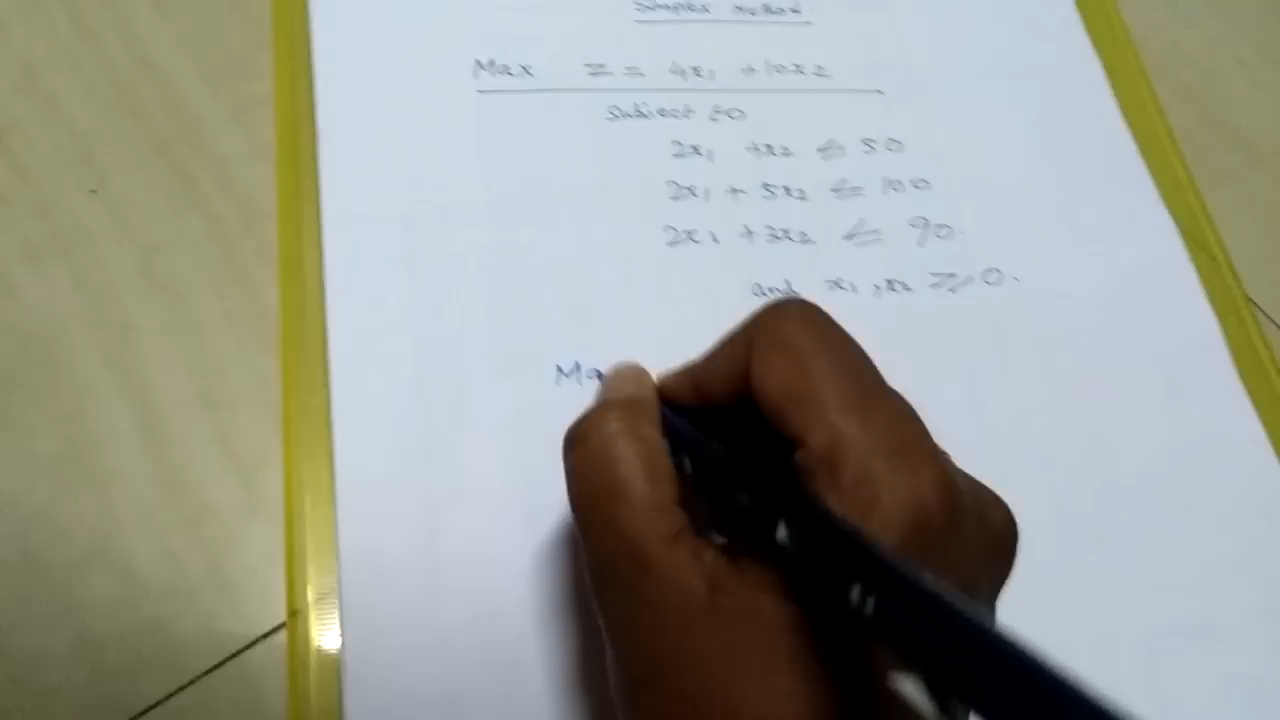 Simplex Method
Max Z = 4x₁ + 10x₂
Subject to
2x₁ + x₂ ≤ 50
2x₁ + 5x₂ ≤ 100
2x₁ + 3x₂ ≤ 90
and x₁, x₂ ≥ 0.
Ma